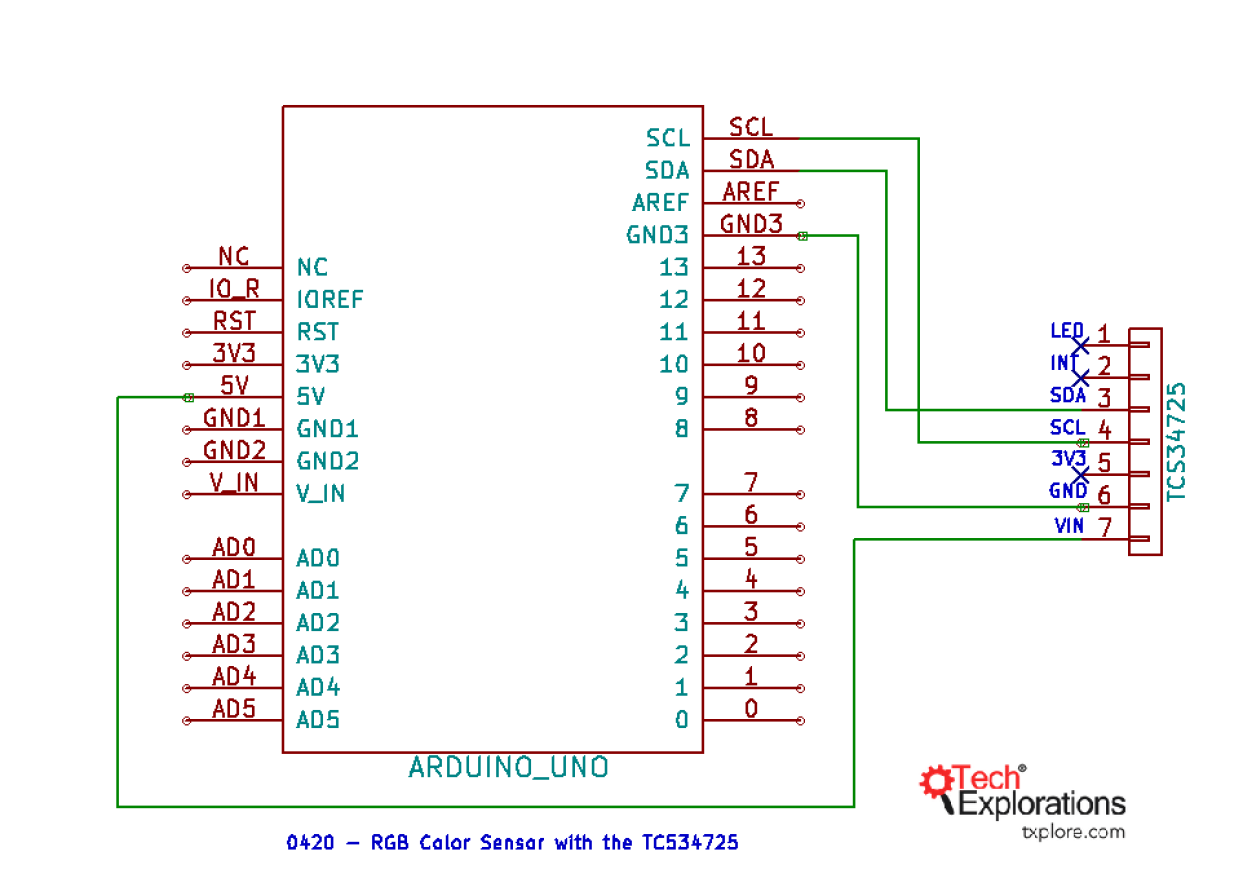 SCL SCL
SDA SDA
AREF AREF
GND3 GND3
NC NC 13 13
IO_R IOREF 12 12
RST RST 11 11
3V3 3V3 10 10
5V 5V 9 9
GND1 GND1 8 8
GND2 GND2
V_IN V_IN 7 7
6 6
AD0 AD0 5 5
AD1 AD1 4 4
AD2 AD2 3 3
AD3 AD3 2 2
AD4 AD4 1 1
AD5 AD5 0 0
ARDUINO_UNO
LED 1
INT 2
SDA 3
SCL 4
3V3 5
GND 6
VIN 7
TCS34725
Tech®
Explorations
txplore.com
0420 – RGB Color Sensor with the TCS34725